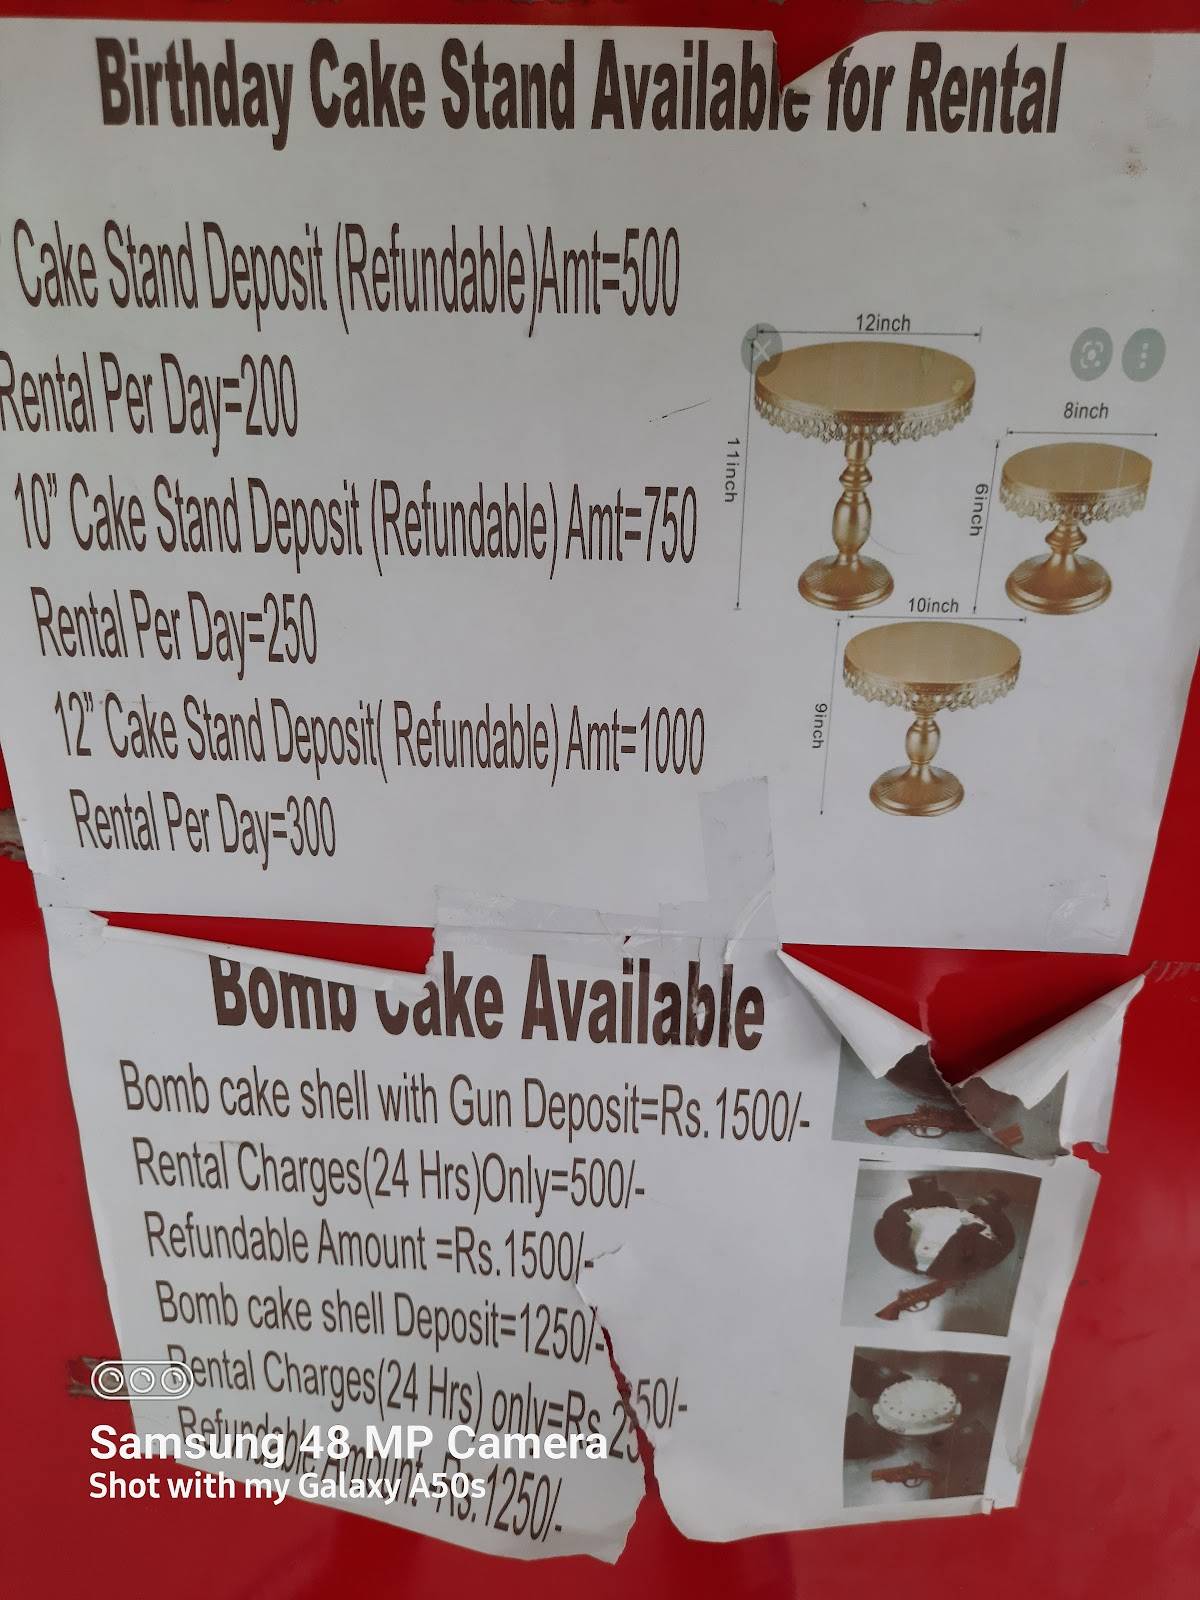 Birthday Cake Stand Available for Rental
Cake Stand Deposit (Refundable)Amt=500
Rental Per Day=200
10” Cake Stand Deposit (Refundable) Amt=750
Rental Per Day=250
12” Cake Stand Deposit( Refundable) Amt=1000
Rental Per Day=300
12inch
11inch
8inch
6inch
10inch
9inch
Bomb Cake Available
Bomb cake shell with Gun Deposit=Rs.1500/-
Rental Charges(24 Hrs)Only=500/-
Refundable Amount =Rs.1500/-
Bomb cake shell Deposit=1250/-
Rental Charges(24 Hrs) only=Rs.250/-
Refundable Amount Rs.1250/-
Samsung 48 MP Camera
Shot with my Galaxy A50s